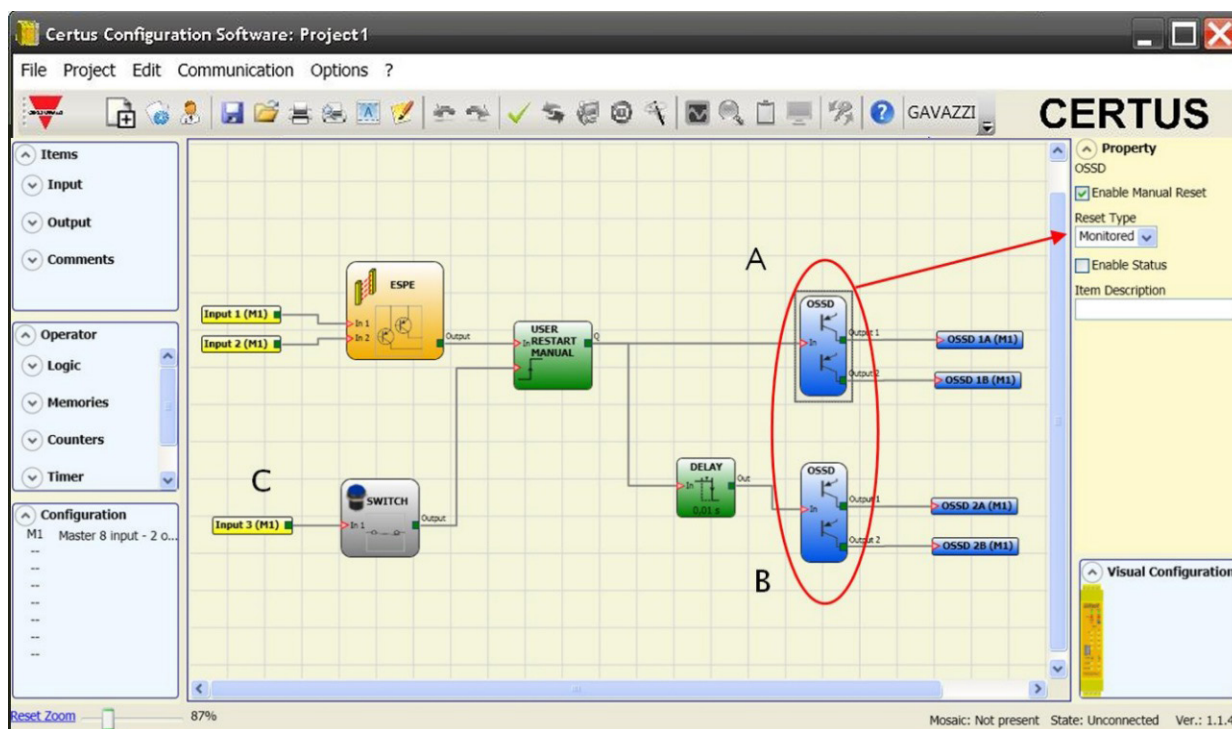 Certus Configuration Software: Project1
File Project Edit Communication Options ?
GAVAZZI
CERTUS
Items
Input
Output
Comments
Operator
Logic
Memories
Counters
Timer
Configuration
M1 Master 8 input - 2 o...
--
--
--
--
--
--
--
Reset Zoom
87%
A
ESPE
Input 1 (M1)
In 1
Input 2 (M1)
In 2
Output
USER
RESTART
MANUAL
In
Q
OSSD
In
Output 1
OSSD 1A (M1)
Output 2
OSSD 1B (M1)
C
SWITCH
Input 3 (M1)
In 1
Output
DELAY
In
Out
0,01 s
OSSD
In
Output 1
OSSD 2A (M1)
Output 2
OSSD 2B (M1)
B
Property
OSSD
Enable Manual Reset
Reset Type
Monitored
Enable Status
Item Description
Visual Configuration
Mosaic: Not present State: Unconnected Ver.: 1.1.4